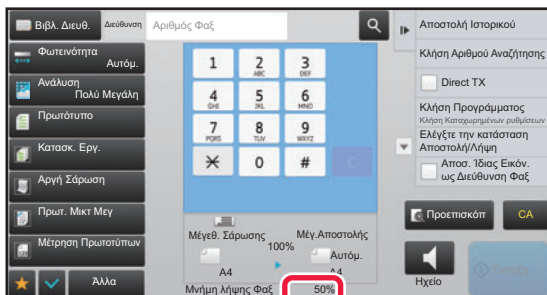 Βιβλ. Διευθ.
Διεύθυνση
Αριθμός Φαξ
Φωτεινότητα
Αυτόμ.
Ανάλυση
Πολύ Μεγάλη
Πρωτότυπο
Κατασκ. Εργ.
Αργή Σάρωση
Πρωτ. Μικτ Μεγ
Μέτρηση Πρωτοτύπων
Άλλα
1
2
ABC
3
DEF
4
GHI
5
JKL
6
MNO
7
PQRS
8
TUV
9
WXYZ
0
#
C
Μέγεθ. Σάρωσης
100%
Μέγ.Αποστολής
Αυτόμ.
A4
A4
Μνήμη λήψης Φαξ
50%
Αποστολή Ιστορικού
Κλήση Αριθμού Αναζήτησης
Direct TX
Κλήση Προγράμματος
Κλήση Καταχωρημένων ρυθμίσεων
Ελέγξτε την κατάσταση
Αποστολή/Λήψη
Αποσ. Ίδιας Εικόν.
ως Διεύθυνση Φαξ
Προεπισκόπ
CA
Ηχείο
Έναρξη